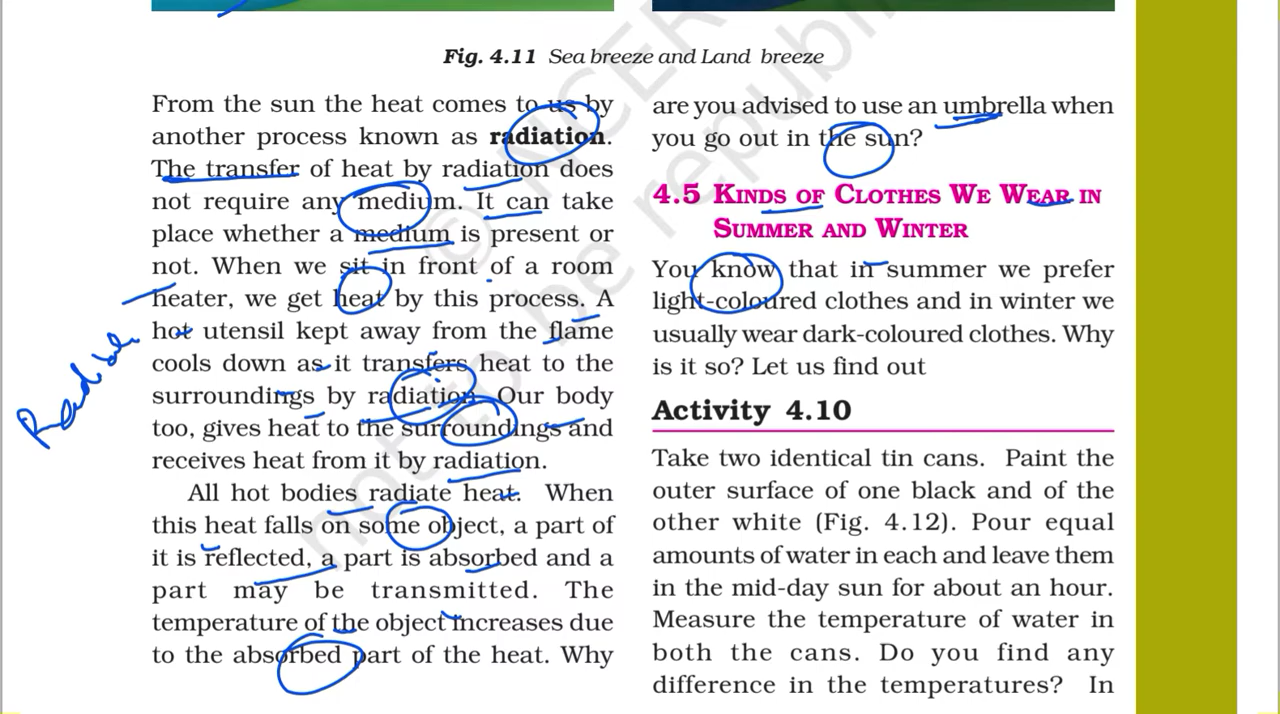 Fig. 4.11 Sea breeze and Land breeze
From the sun the heat comes to us by
another process known as radiation.
The transfer of heat by radiation does
not require any medium. It can take
place whether a medium is present or
not. When we sit in front of a room
heater, we get heat by this process. A
hot utensil kept away from the flame
cools down as it transfers heat to the
surroundings by radiation. Our body
too, gives heat to the surroundings and
receives heat from it by radiation.
All hot bodies radiate heat. When
this heat falls on some object, a part of
it is reflected, a part is absorbed and a
part may be transmitted. The
temperature of the object increases due
to the absorbed part of the heat. Why
are you advised to use an umbrella when
you go out in the sun?
4.5 KINDS OF CLOTHES WE WEAR IN
SUMMER AND WINTER
You know that in summer we prefer
light-coloured clothes and in winter we
usually wear dark-coloured clothes. Why
is it so? Let us find out
Activity 4.10
Take two identical tin cans. Paint the
outer surface of one black and of the
other white (Fig. 4.12). Pour equal
amounts of water in each and leave them
in the mid-day sun for about an hour.
Measure the temperature of water in
both the cans. Do you find any
difference in the temperatures? In
© NCER
not to be republi